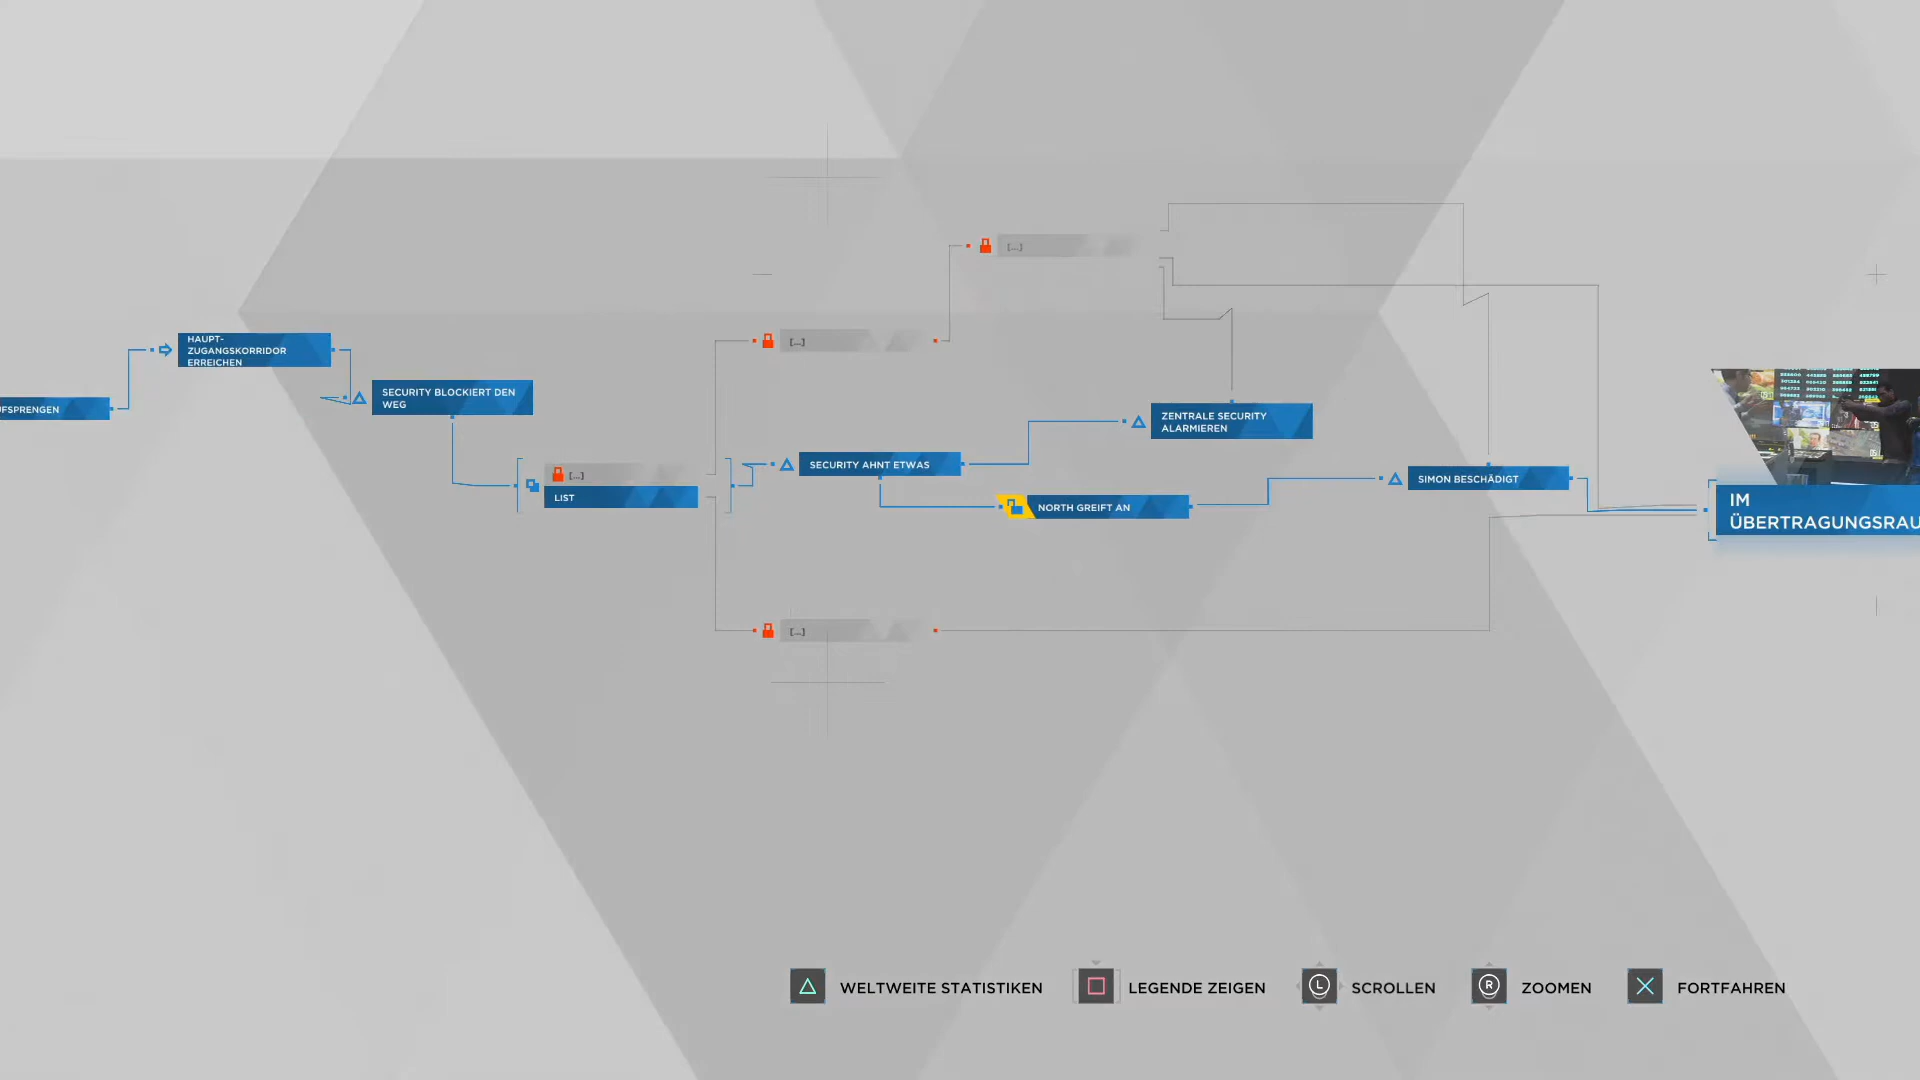 UFSPRENGEN
HAUPT-
ZUGANGSKORRIDOR
ERREICHEN
SECURITY BLOCKIERT DEN
WEG
[...]
LIST
[...]
[...]
[...]
SECURITY AHNT ETWAS
NORTH GREIFT AN
ZENTRALE SECURITY
ALARMIEREN
SIMON BESCHÄDIGT
IM
ÜBERTRAGUNGSRAU
WELTWEITE STATISTIKEN
LEGENDE ZEIGEN
L
SCROLLEN
R
ZOOMEN
FORTFAHREN